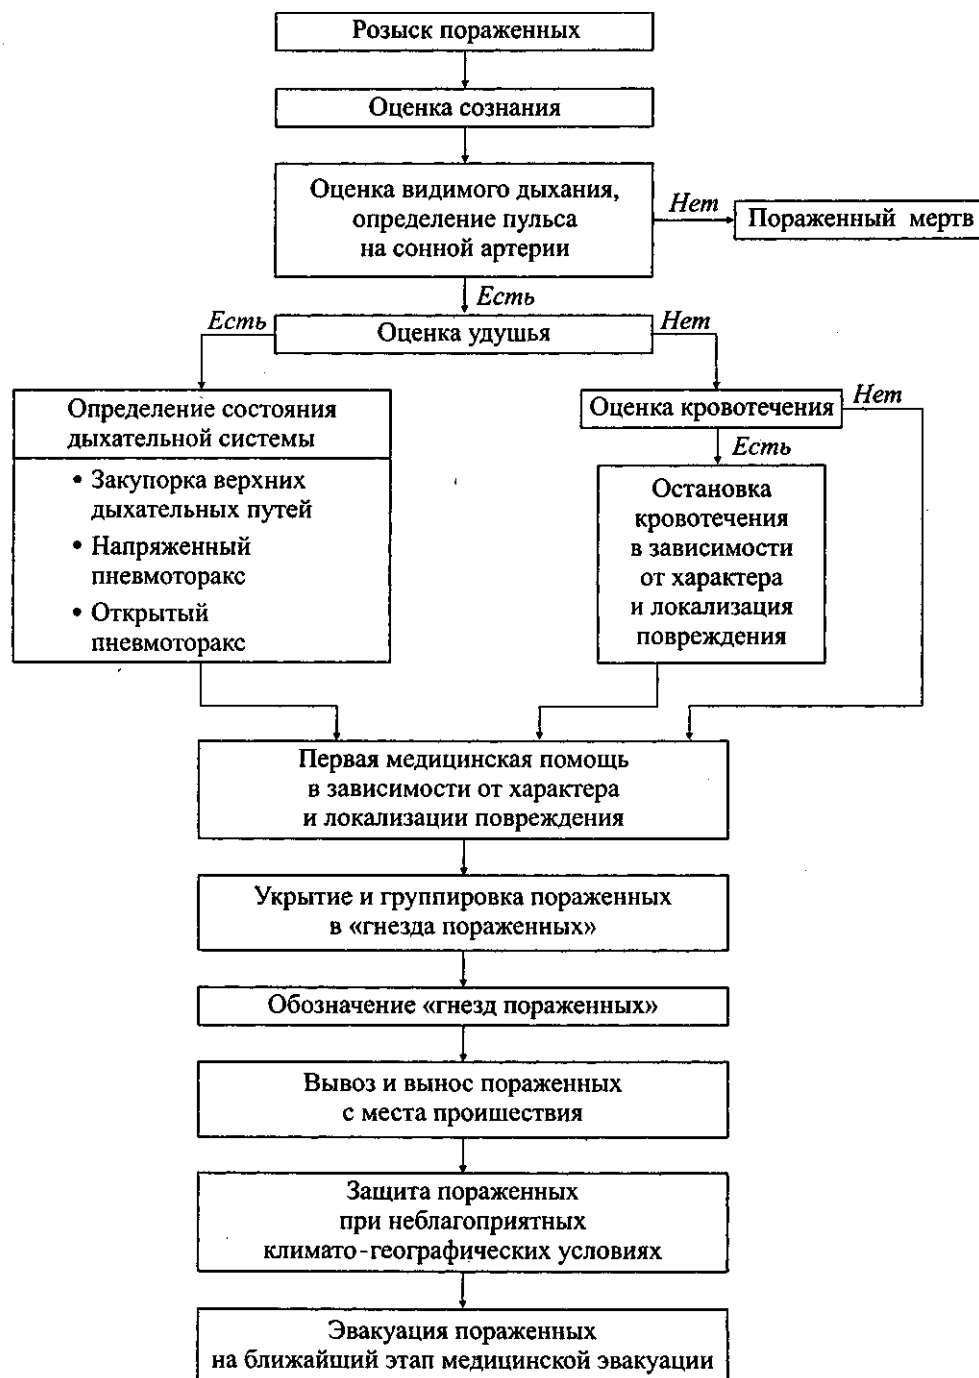 Розыск пораженных
Оценка сознания
Оценка видимого дыхания,
определение пульса
на сонной артерии
Нет
Пораженный мертв
Есть
Есть
Оценка удушья
Нет
Определение состояния
дыхательной системы
• Закупорка верхних
дыхательных путей
• Напряженный
пневмоторакс
• Открытый
пневмоторакс
Оценка кровотечения
Нет
Есть
Остановка
кровотечения
в зависимости
от характера
и локализация
повреждения
Первая медицинская помощь
в зависимости от характера
и локализации повреждения
Укрытие и группировка пораженных
в «гнезда пораженных»
Обозначение «гнезд пораженных»
Вывоз и вынос пораженных
с места происшествия
Защита пораженных
при неблагоприятных
климато-географических условиях
Эвакуация пораженных
на ближайший этап медицинской эвакуации